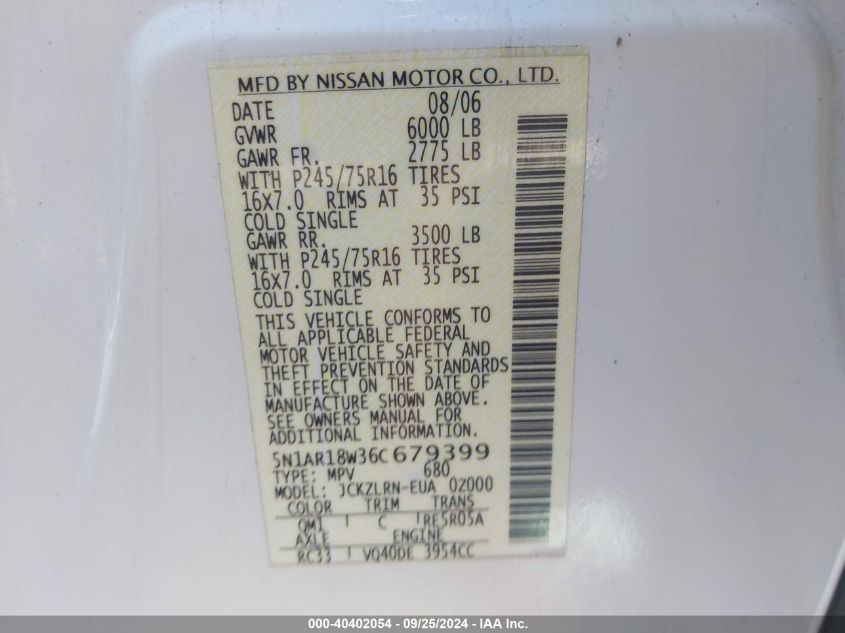 MFD BY NISSAN MOTOR CO., LTD.
DATE 08/06
GVWR 6000 LB
GAWR FR. 2775 LB
WITH P245/75R16 TIRES
16X7.0 RIMS AT 35 PSI
COLD SINGLE
GAWR RR. 3500 LB
WITH P245/75R16 TIRES
16X7.0 RIMS AT 35 PSI
COLD SINGLE
THIS VEHICLE CONFORMS TO
ALL APPLICABLE FEDERAL
MOTOR VEHICLE SAFETY AND
THEFT PREVENTION STANDARDS
IN EFFECT ON THE DATE OF
MANUFACTURE SHOWN ABOVE.
SEE OWNERS MANUAL FOR
ADDITIONAL INFORMATION.
5N1AR18W36C679399
TYPE: MPV 680
MODEL: JCKZLRN-EUA 0Z000
COLOR TRIM TRANS
QM1 C RE5R05A
AXLE ENGINE
RC33 VQ40DE 3954CC
000-40402054 - 09/25/2024 - IAA Inc.